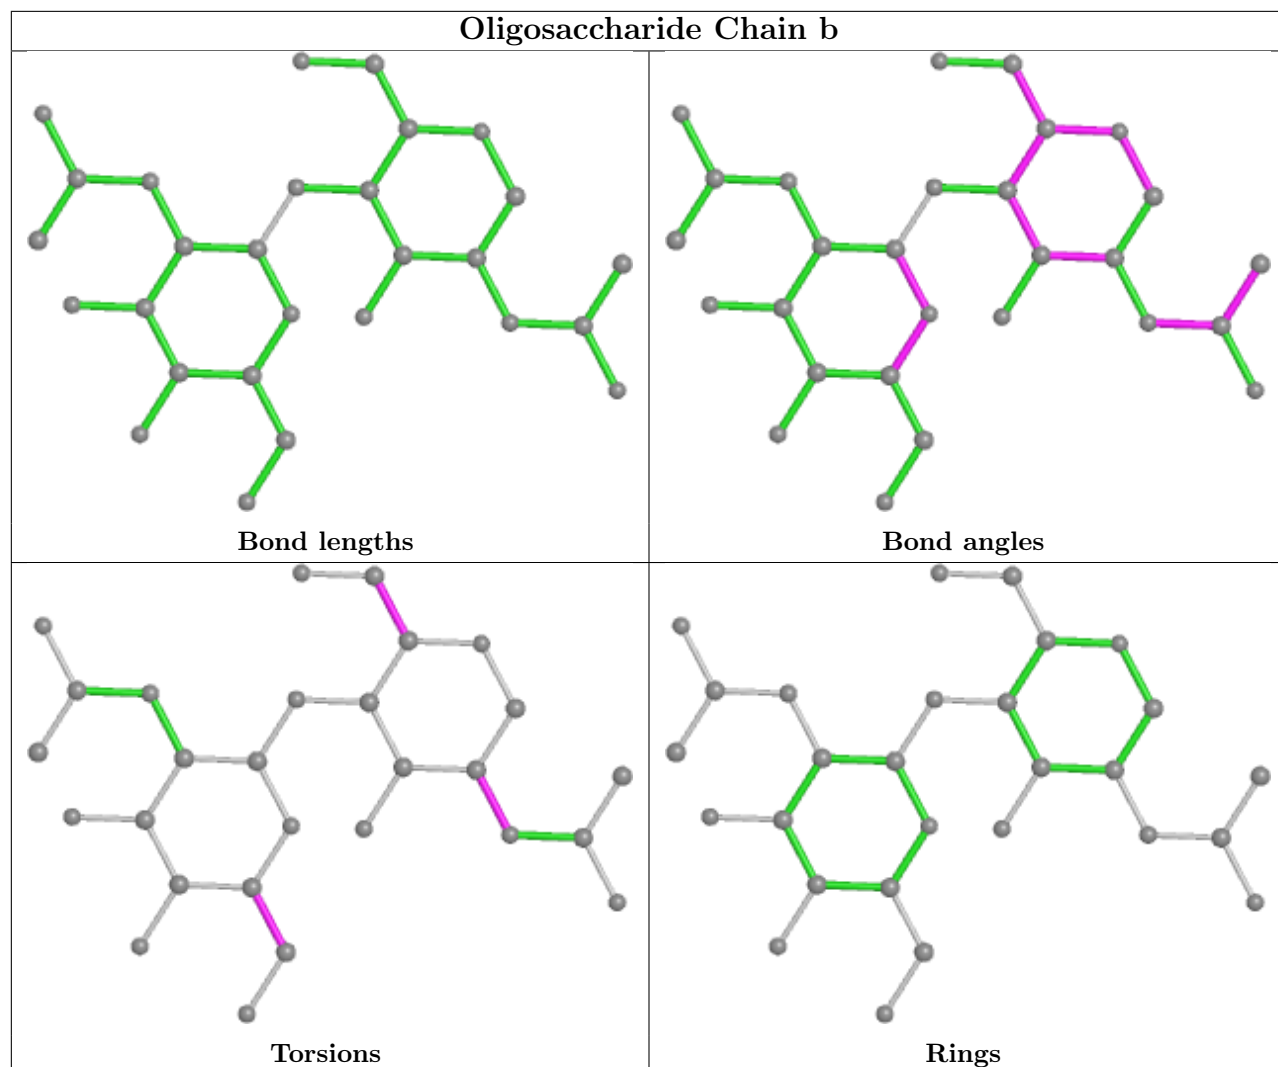 Oligosaccharide Chain b
Bond lengths
Bond angles
Torsions
Rings